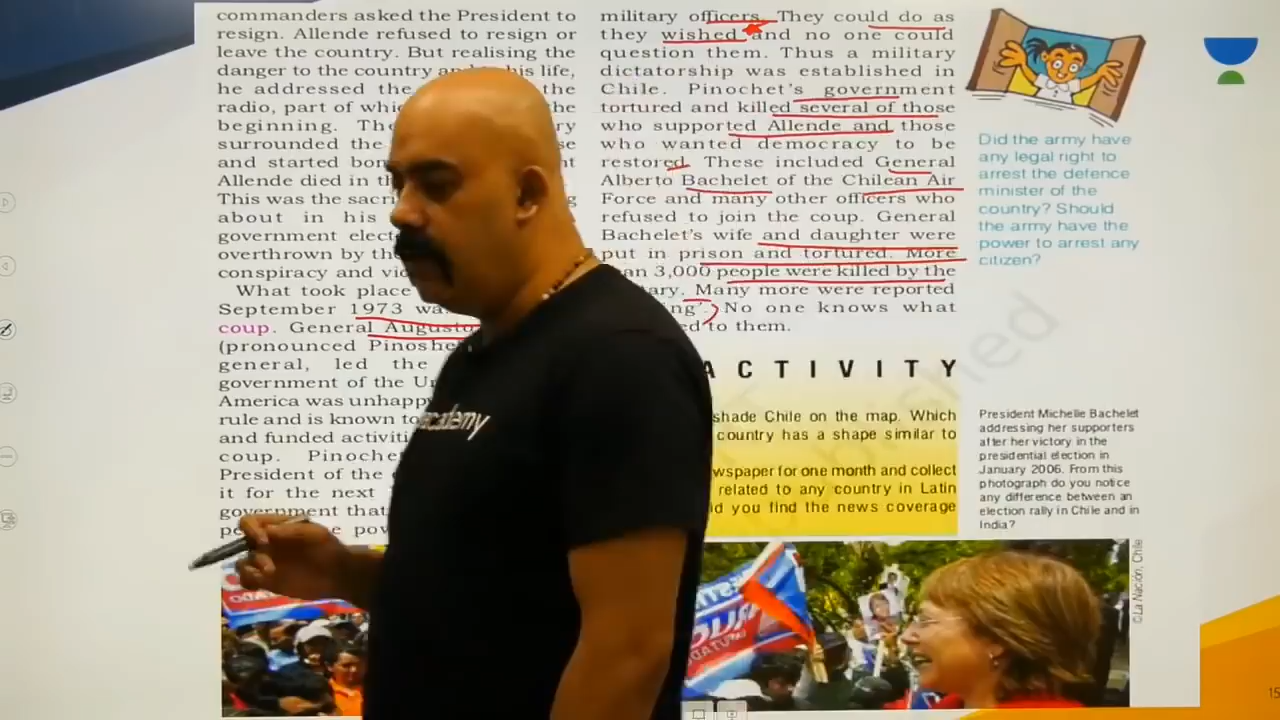 commanders asked the President to
resign. Allende refused to resign or
leave the country. But realising the
danger to the country and his life,
he addressed the the
radio, part of the
beginning. The
surrounded the
and started
Allende died in
This was the
about in his
government
overthrown by
conspiracy and
What took place
September 1973
coup. General Augusto
(pronounced
general, led the
government of the
America was
rule and is known to
and funded
coup.
President of the
it for the next
government that
military officers. They could do as
they wished and no one could
question them. Thus a military
dictatorship was established in
Chile. Pinochet's government
tortured and killed several of those
who supported Allende and those
who wanted democracy to be
restored. These included General
Alberto Bachelet of the Chilean Air
Force and many other officers who
refused to join the coup. General
Bachelet's wife and daughter were
put in prison and tortured. More
3,000 people were killed by the
Many more were reported
No one knows what
to them.
ACTIVITY
shade Chile on the map. Which
country has a shape similar to
for one month and collect
related to any country in Latin
you find the news coverage
Did the army have
any legal right to
arrest the defence
minister of the
country? Should
the army have the
power to arrest any
citizen?
President Michelle Bachelet
addressing her supporters
after her victory in the
presidential election in
January 2006. From this
photograph do you notice
any difference between an
election rally in Chile and in
India?
©La Nación, Chile
15